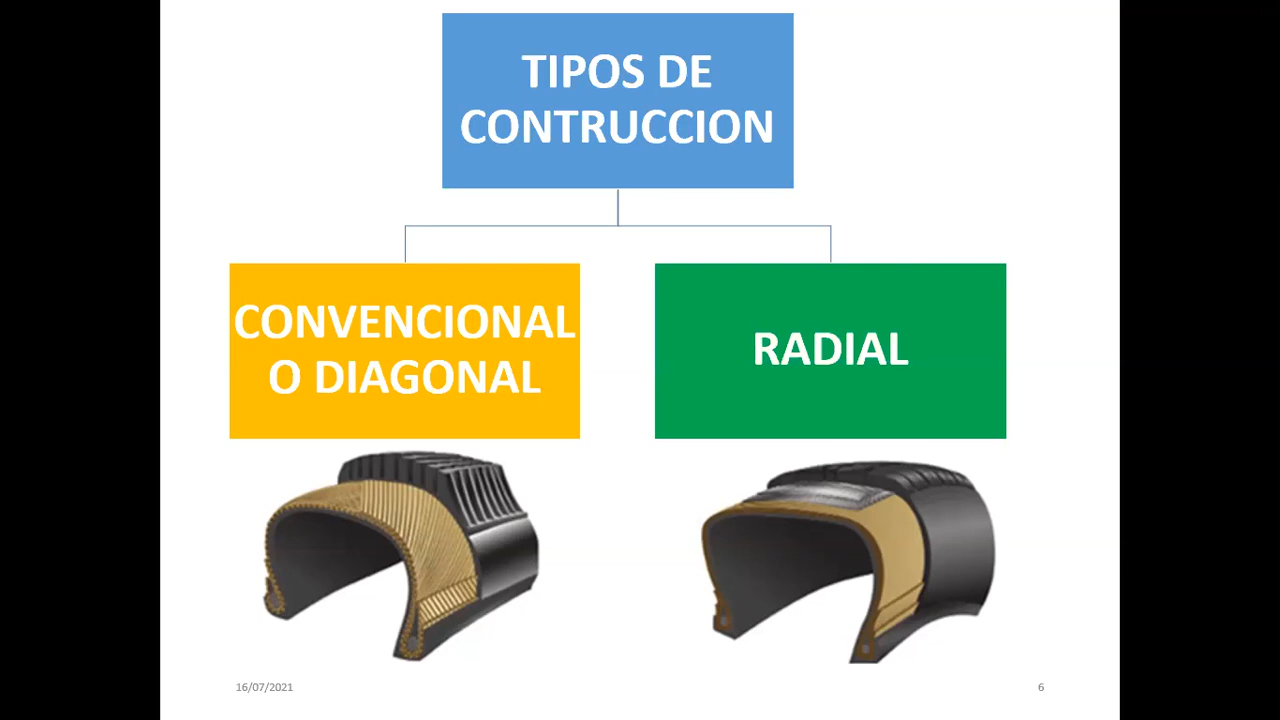 TIPOS DE
CONTRUCCION
CONVENCIONAL
O DIAGONAL
RADIAL
16/07/2021
6